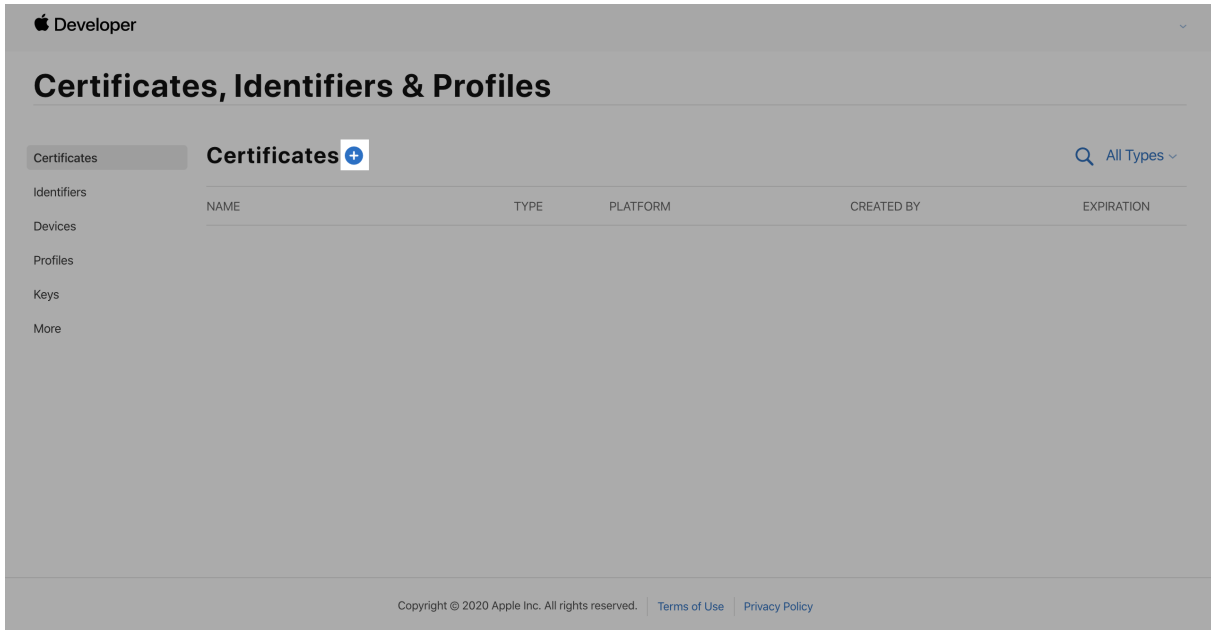 Developer
Certificates, Identifiers & Profiles
Certificates
Identifiers
Devices
Profiles
Keys
More
Certificates
All Types
NAME TYPE PLATFORM CREATED BY EXPIRATION
Copyright © 2020 Apple Inc. All rights reserved. Terms of Use Privacy Policy